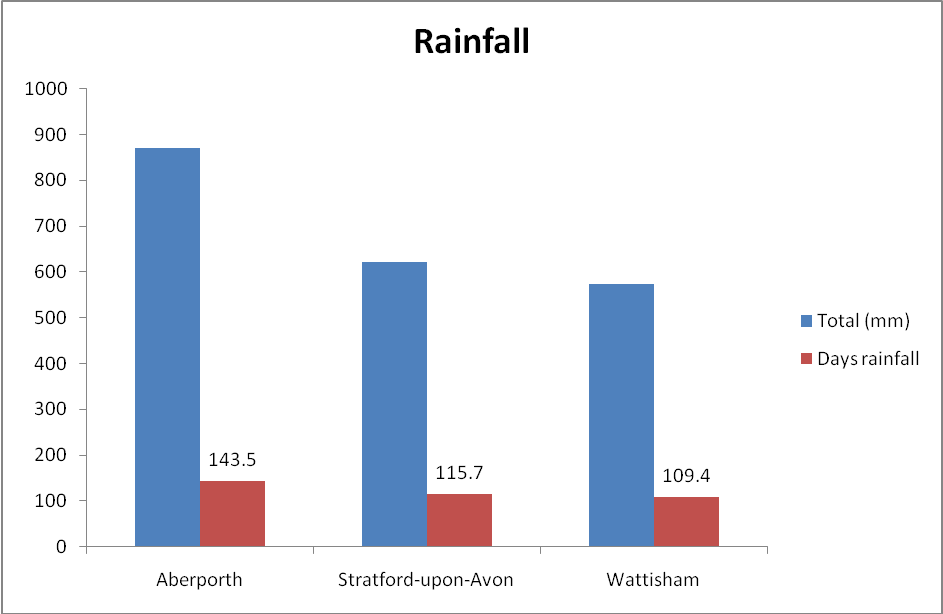 Rainfall
1000
900
800
700
600
500
400
300
200
100
0
143.5
115.7
109.4
Aberporth
Stratford-upon-Avon
Wattisham
Total (mm)
Days rainfall